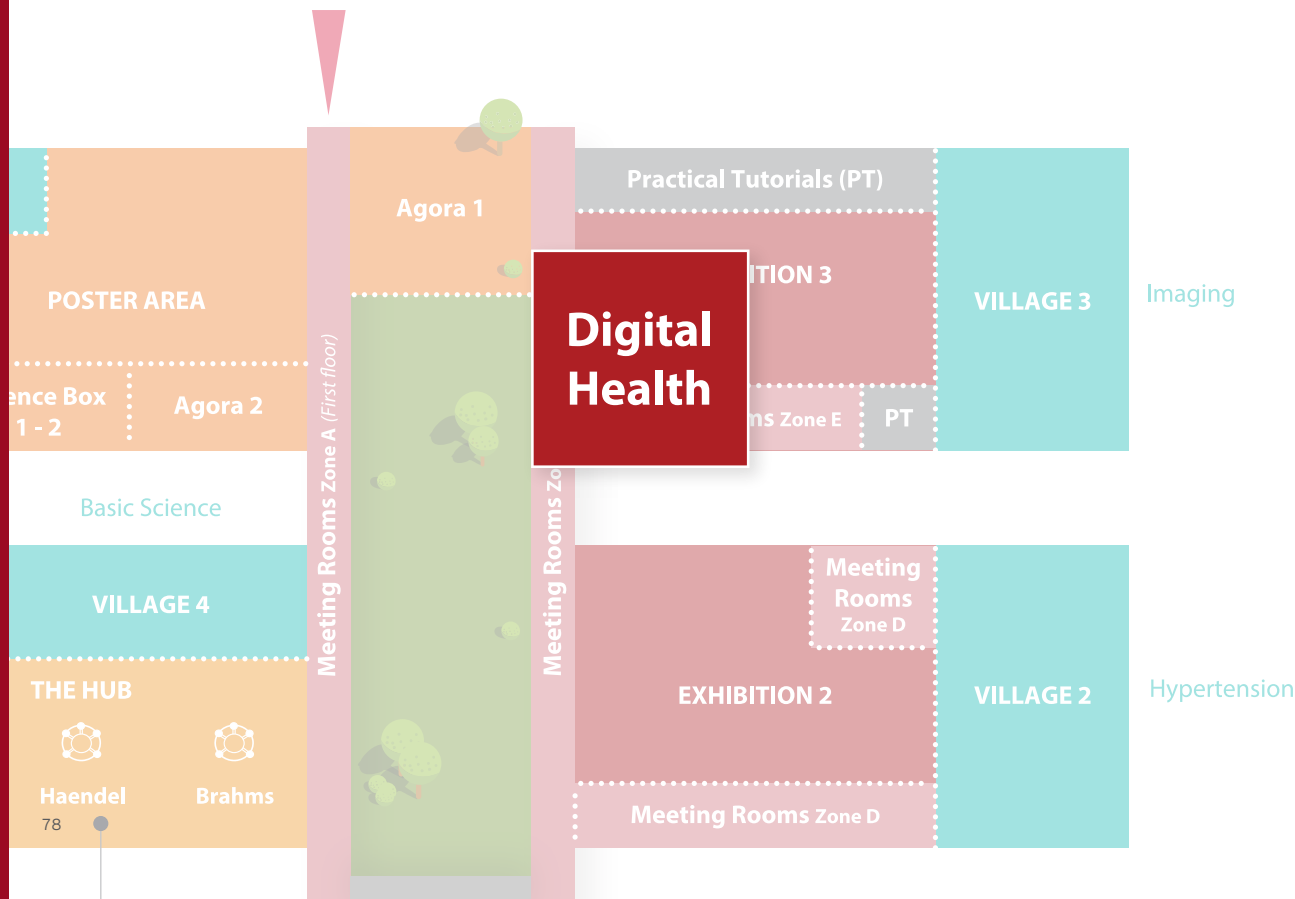 Practical Tutorials (PT)
Agora 1
ITION 3
VILLAGE 3
Imaging
POSTER AREA
Digital
Health
ence Box
1 - 2
Agora 2
ms Zone E
PT
Meeting Rooms Zone A (First floor)
Meeting Rooms Zo
Basic Science
VILLAGE 4
Meeting
Rooms
Zone D
THE HUB
EXHIBITION 2
VILLAGE 2
Hypertension
Haendel
Brahms
78
Meeting Rooms Zone D